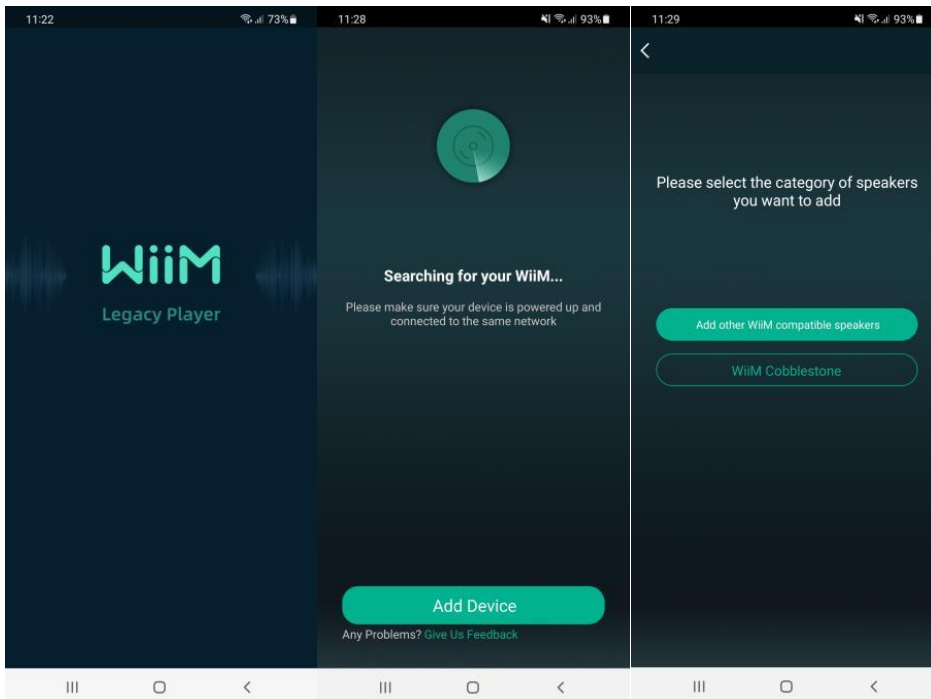 11:22
73%
WiiM
Legacy Player
11:28
93%
Searching for your WiiM...
Please make sure your device is powered up and
connected to the same network
Add Device
Any Problems? Give Us Feedback
11:29
93%
Please select the category of speakers
you want to add
Add other WiiM compatible speakers
WiiM Cobblestone